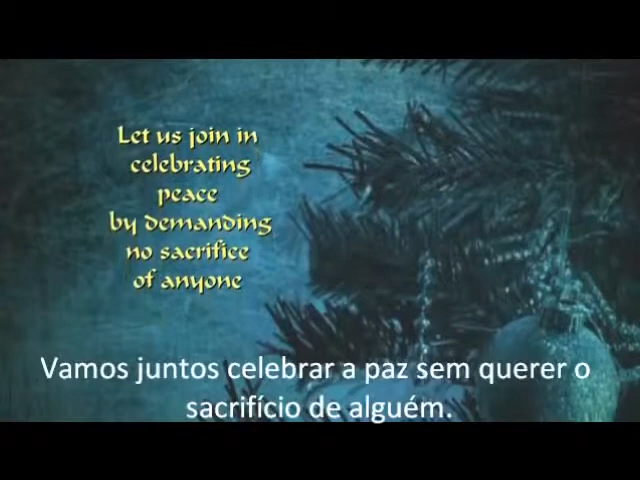 Let us join in
celebrating
peace
by demanding
no sacrifice
of anyone
Vamos juntos celebrar a paz sem querer o
sacrifício de alguém.